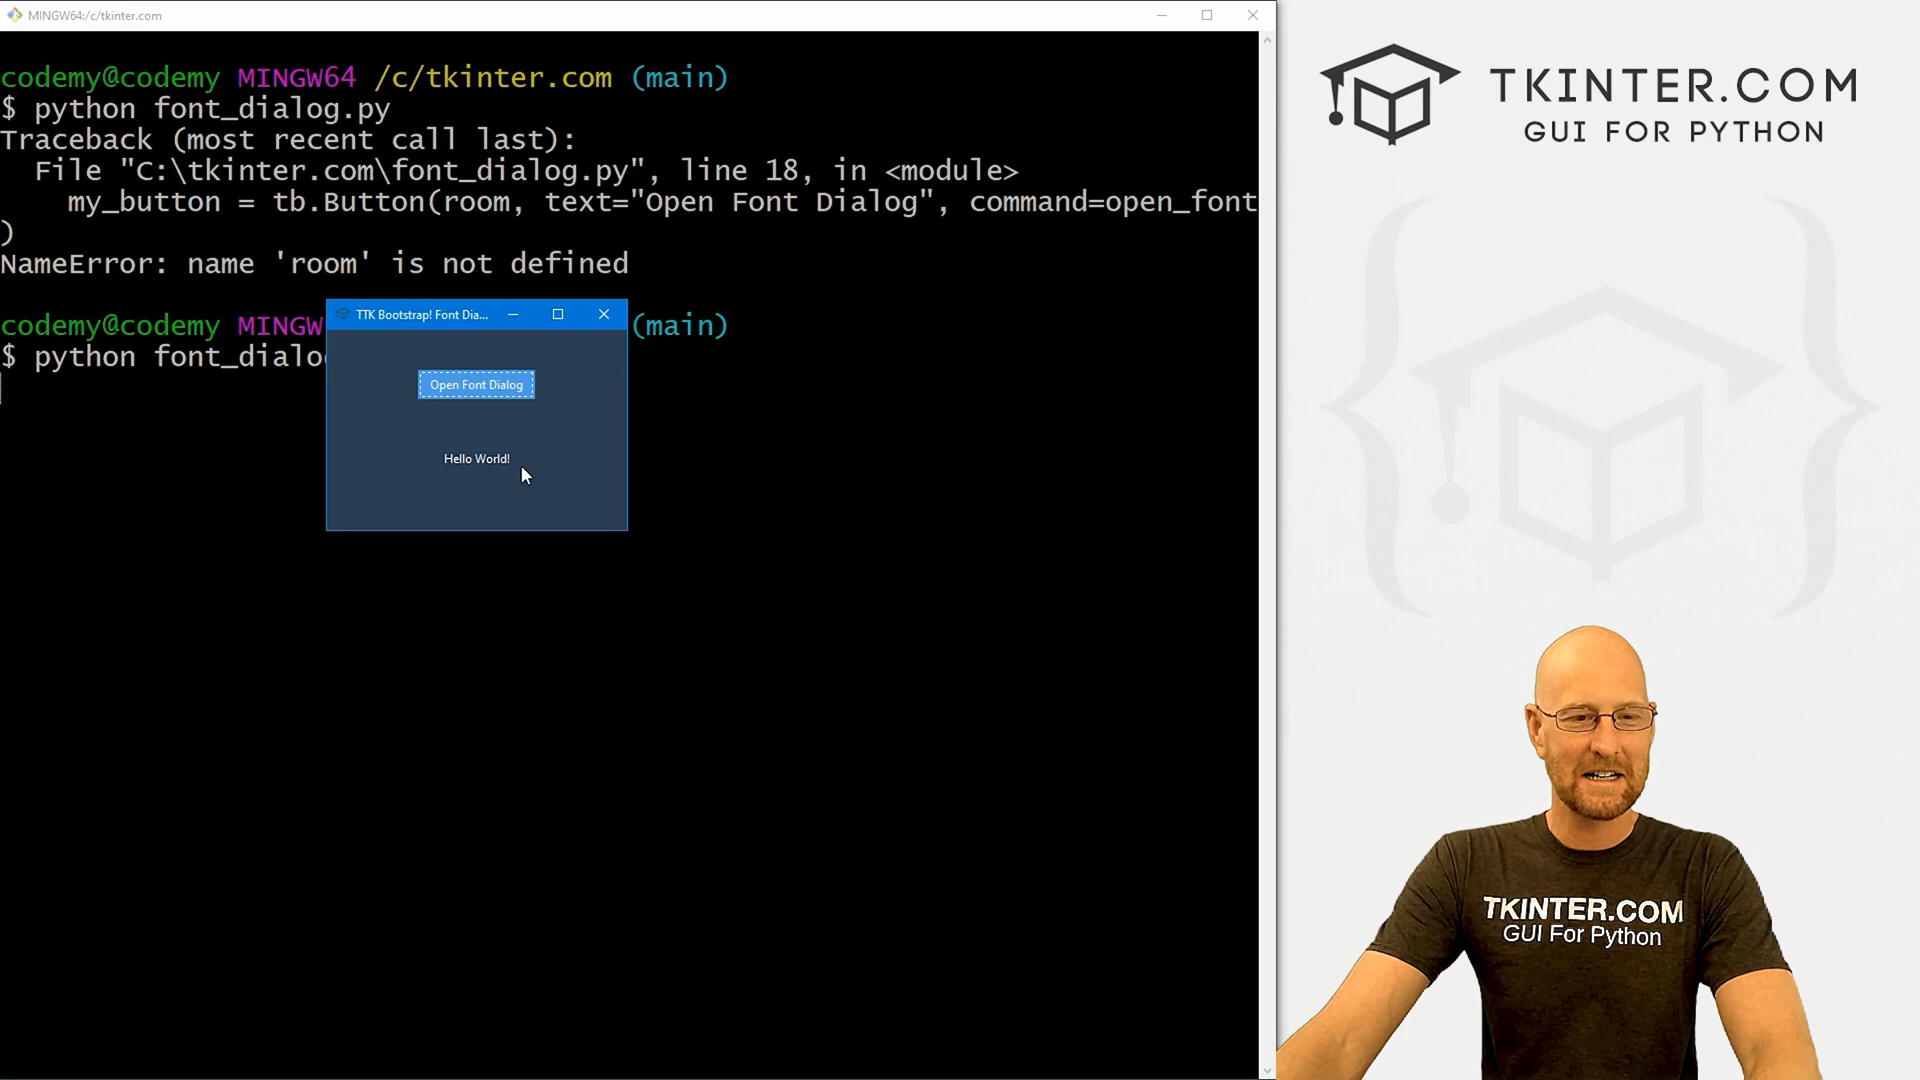 MINGW64:/c/tkinter.com
codemy@codemy MINGW64 /c/tkinter.com (main)
$ python font_dialog.py
Traceback (most recent call last):
File "C:\tkinter.com\font_dialog.py", line 18, in <module>
my_button = tb.Button(room, text="Open Font Dialog", command=open_font
)
NameError: name 'room' is not defined
codemy@codemy MINGW (main)
$ python font_dialo
TTK Bootstrap! Font Dia...
Open Font Dialog
Hello World!
TKINTER.COM
GUI FOR PYTHON
TKINTER.COM
GUI For Python